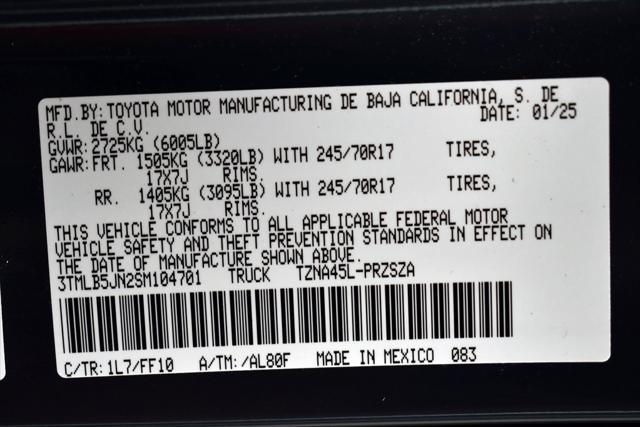 MFD.BY: TOYOTA MOTOR MANUFACTURING DE BAJA CALIFORNIA, S. DE
R.L. DE C.V. DATE: 01/25
GVWR: 2725KG (6005LB)
GAWR: FRT. 1505KG (3320LB) WITH 245/70R17 TIRES,
17X7J RIMS.
RR. 1405KG (3095LB) WITH 245/70R17 TIRES,
17X7J RIMS.
THIS VEHICLE CONFORMS TO ALL APPLICABLE FEDERAL MOTOR
VEHICLE SAFETY AND THEFT PREVENTION STANDARDS IN EFFECT ON
THE DATE OF MANUFACTURE SHOWN ABOVE.
3TMLB5JN2SM104701 TRUCK TZNA45L-PRZSZA
C/TR: 1L7/FF10 A/TM: /AL80F MADE IN MEXICO 083